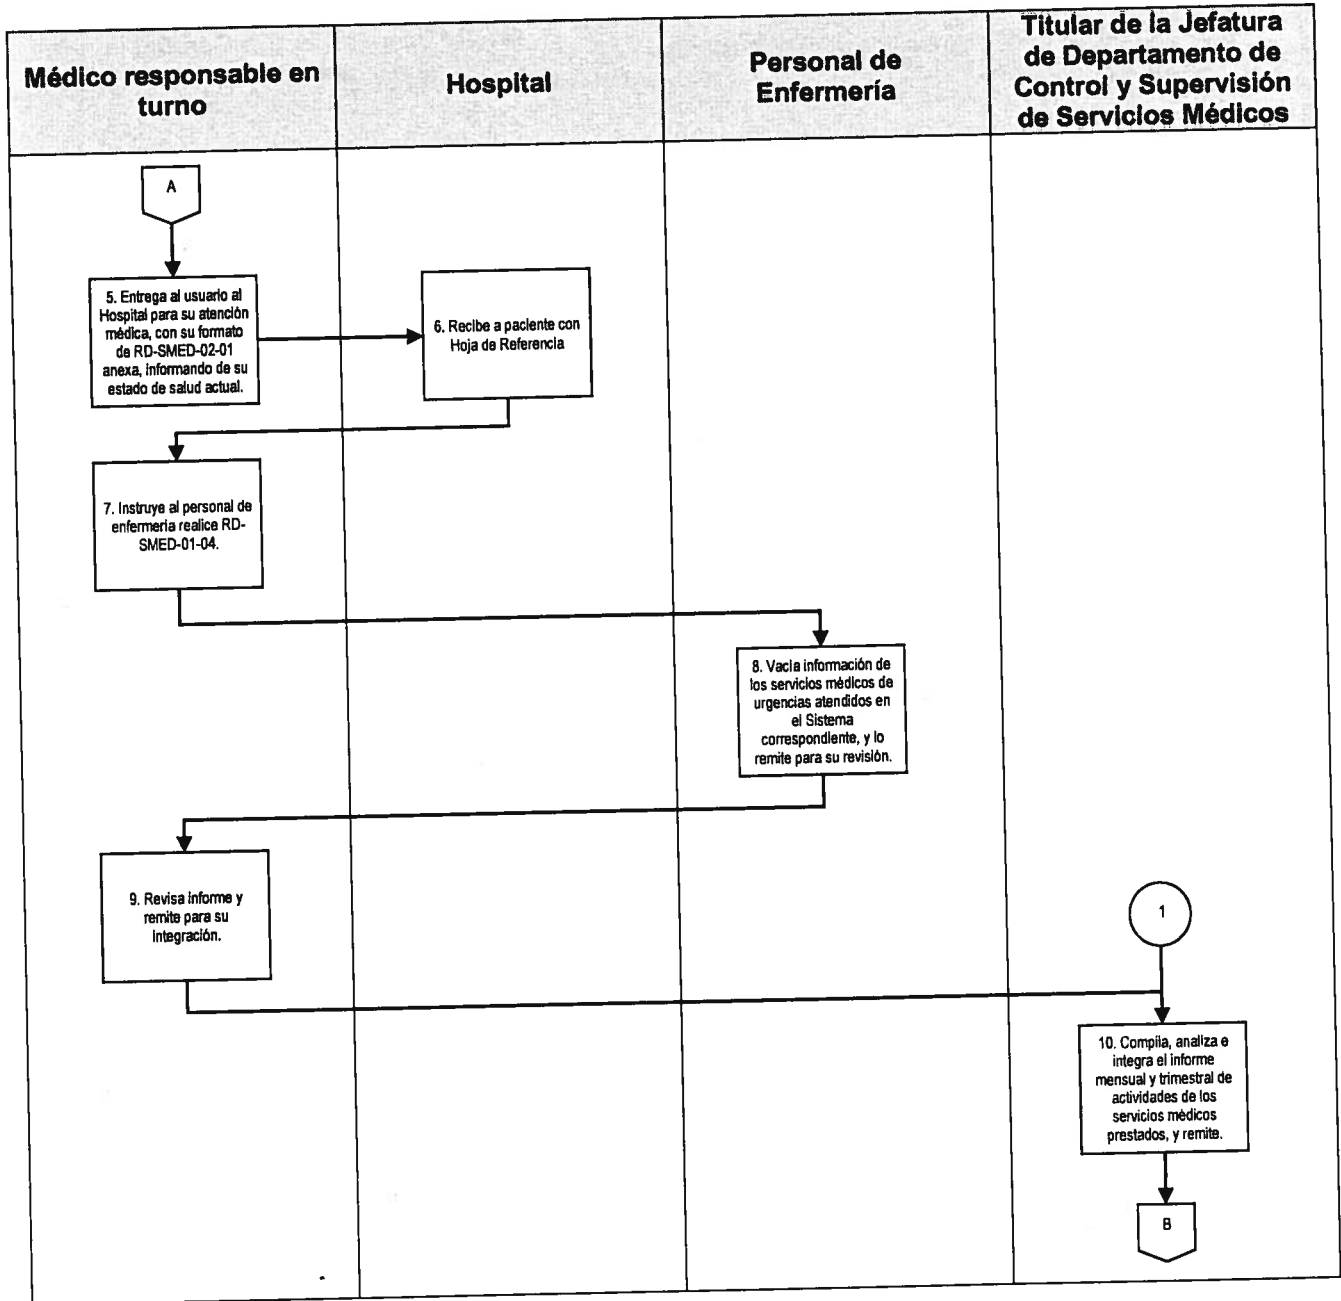 Médico responsable en
turno
Hospital
Personal de
Enfermería
Titular de la Jefatura
de Departamento de
Control y Supervisión
de Servicios Médicos
A
5. Entrega al usuario al
Hospital para su atención
médica, con su formato
de RD-SMED-02-01
anexa, informando de su
estado de salud actual.
6. Recibe a paciente con
Hoja de Referencia
7. Instruye al personal de
enfermería realice RD-
SMED-01-04.
8. Vacía información de
los servicios médicos de
urgencias atendidos en
el Sistema
correspondiente, y lo
remite para su revisión.
9. Revisa informe y
remite para su
integración.
1
10. Compila, analiza e
integra el informe
mensual y trimestral de
actividades de los
servicios médicos
prestados, y remite.
B